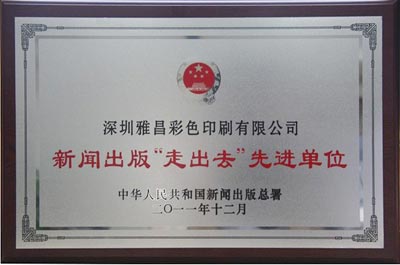 深圳雅昌彩色印刷有限公司
新闻出版“走出去”先进单位
中华人民共和国新闻出版总署
二〇一一年十二月